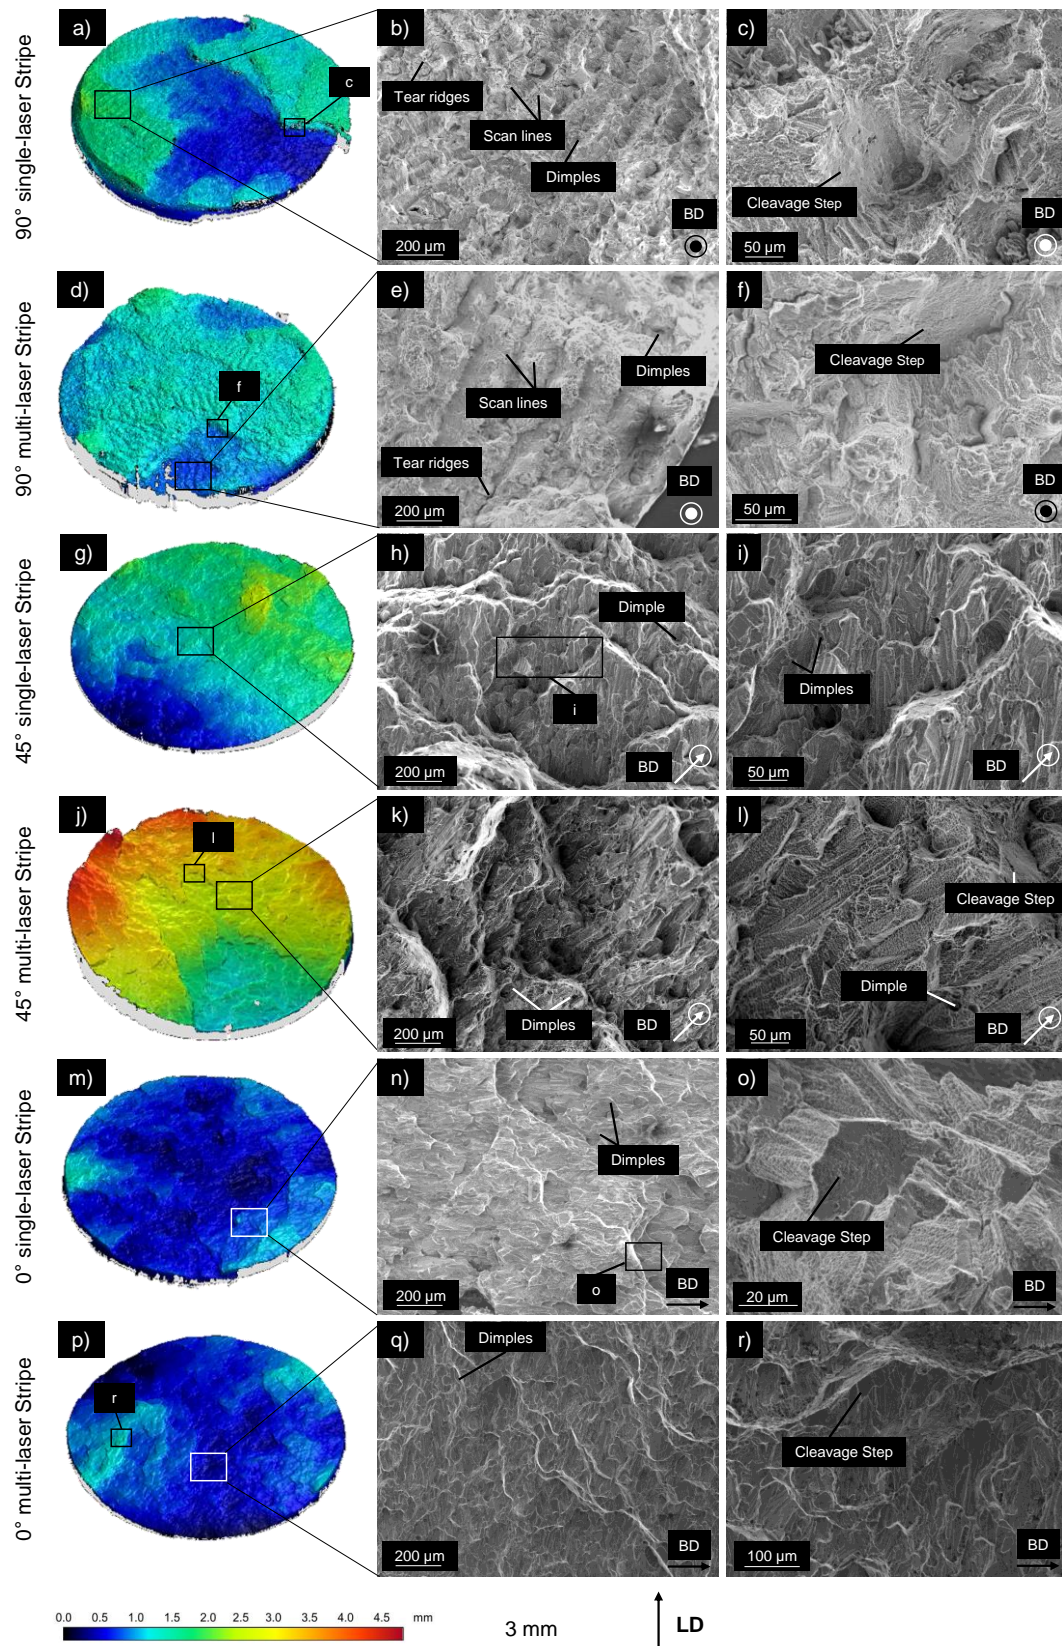 90° single-laser Stripe
a)
c
b)
Tear ridges
Scan lines
Dimples
BD
200 µm
c)
Cleavage Step
BD
50 µm
90° multi-laser Stripe
d)
f
e)
Dimples
Scan lines
Tear ridges
BD
200 µm
f)
Cleavage Step
BD
50 µm
45° single-laser Stripe
g)
h)
Dimple
i
BD
200 µm
i)
Dimples
BD
50 µm
45° multi-laser Stripe
j)
l
k)
Dimples
BD
200 µm
l)
Cleavage Step
Dimple
BD
50 µm
0° single-laser Stripe
m)
n)
Dimples
o
BD
200 µm
o)
Cleavage Step
BD
20 µm
0° multi-laser Stripe
p)
r
q)
Dimples
BD
200 µm
r)
Cleavage Step
BD
100 µm
0.0 0.5 1.0 1.5 2.0 2.5 3.0 3.5 4.0 4.5 mm
3 mm
LD